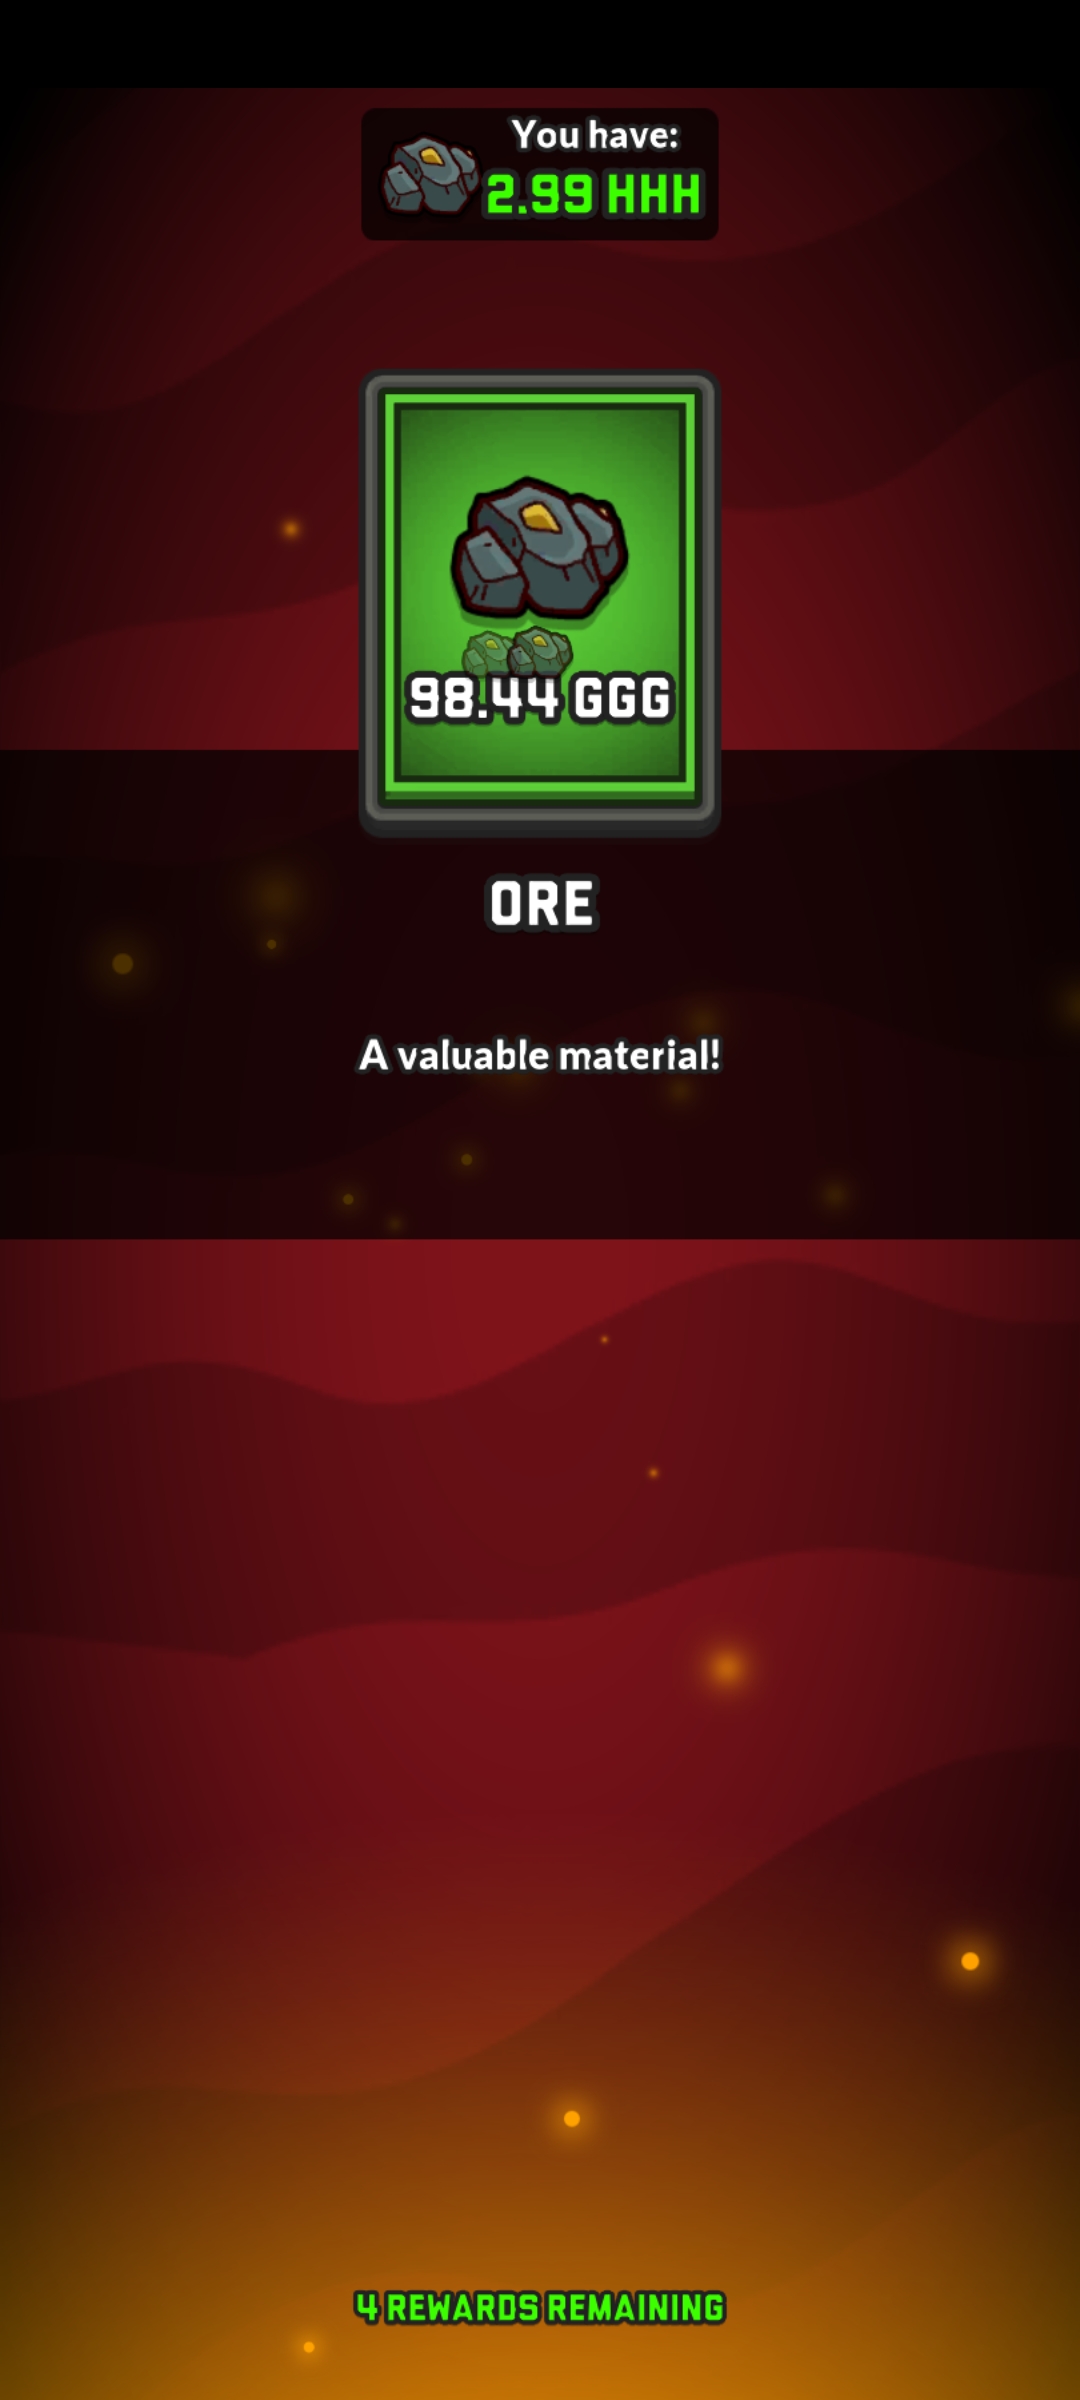 You have:
2.99 HHH
98.44 GGG
ORE
A valuable material!
4 REWARDS REMAINING